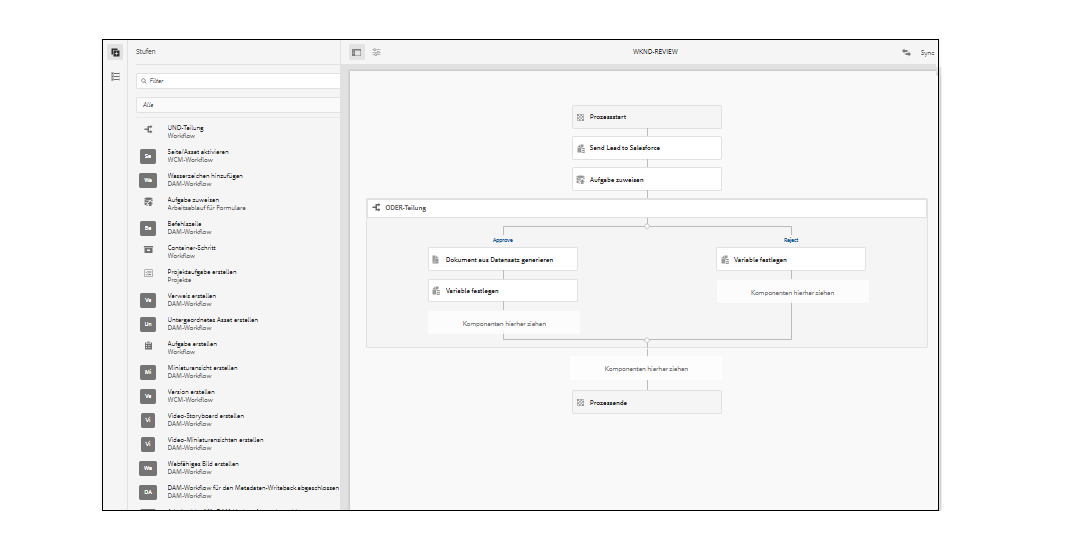 Stufen
WKND-REVIEW
Sync
Filter
Alle
UND-Teilung
Workflow
Se
Seite/Asset aktivieren
WCM-Workflow
Wa
Wasserzeichen hinzufügen
DAM-Workflow
Aufgabe zuweisen
Arbeitsablauf für Formulare
Be
Befehlszeile
DAM-Workflow
Container-Schritt
Workflow
Projektaufgabe erstellen
Projekte
Ve
Verweis erstellen
DAM-Workflow
Un
Untergeordnetes Asset erstellen
DAM-Workflow
Aufgabe erstellen
Workflow
Mi
Miniaturansicht erstellen
DAM-Workflow
Ve
Version erstellen
WCM-Workflow
Vi
Video-Storyboard erstellen
DAM-Workflow
Vi
Video-Miniaturansichten erstellen
DAM-Workflow
We
Webfähiges Bild erstellen
DAM-Workflow
DA
DAM-Workflow für den Metadaten-Writeback abgeschlossen
DAM-Workflow
Prozessstart
Send Lead to Salesforce
Aufgabe zuweisen
ODER-Teilung
Approve
Reject
Dokument aus Datensatz generieren
Variable festlegen
Variable festlegen
Komponenten hierher ziehen
Komponenten hierher ziehen
Komponenten hierher ziehen
Prozessende